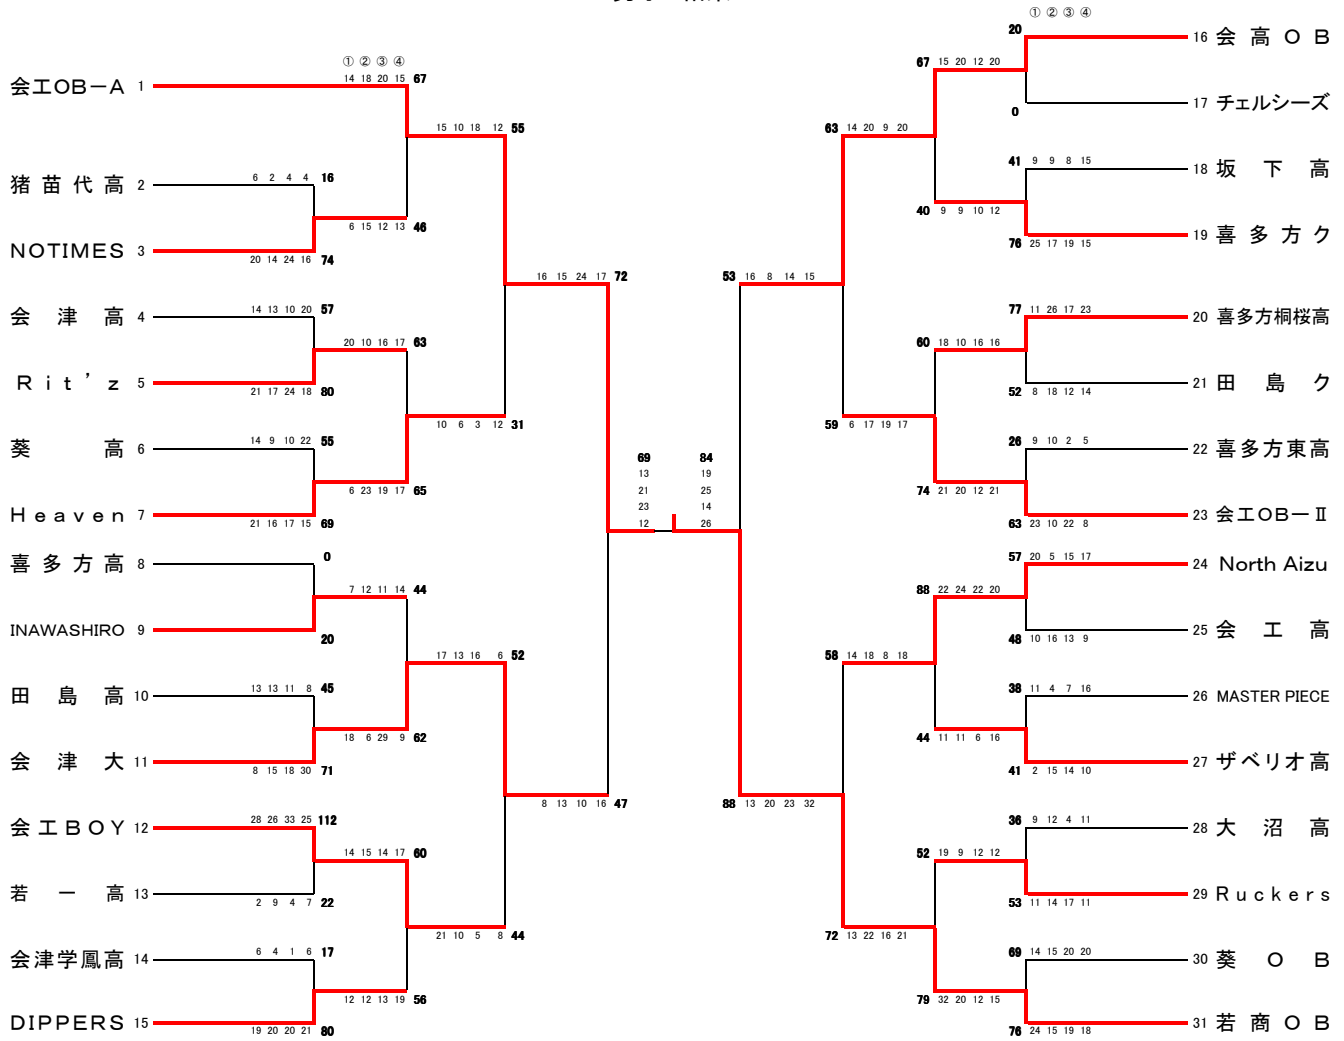 ① ② ③ ④
20
16 会高ＯＢ
① ② ③ ④
67 15 20 12 20
会工OB－A 1
14 18 20 15 67
17 チェルシーズ
0
15 10 18 12 55
63 14 20 9 20
41 9 9 8 15
18 坂下高
猪苗代高 2
6 2 4 4 16
6 15 12 13 46
40 9 9 10 12
19 喜多方ク
76 25 17 19 15
NOTIMES 3
20 14 24 16 74
16 15 24 17 72
53 16 8 14 15
会津高 4
14 13 10 20 57
77 11 26 17 23
20 喜多方桐桜高
20 10 16 17 63
60 18 10 16 16
Ｒｉｔ’ｚ 5
21 17 24 18 80
21 田島ク
52 8 18 12 14
10 6 3 12 31
59 6 17 19 17
葵高 6
14 9 10 22 55
26 9 10 2 5
22 喜多方東高
69 84
13 19
6 23 19 17 65
21 25
74 21 20 12 21
23 14
12 26
Ｈｅａｖｅｎ 7
21 16 17 15 69
23 会工OB－Ⅱ
63 23 10 22 8
喜多方高 8
0
57 20 5 15 17
24 North Aizu
7 12 11 14 44
88 22 24 22 20
INAWASHIRO 9
20
25 会工高
48 10 16 13 9
17 13 16 6 52
58 14 18 8 18
田島高 10
13 13 11 8 45
38 11 4 7 16
26 MASTER PIECE
18 6 29 9 62
44 11 11 6 16
会津大 11
8 15 18 30 71
27 ザベリオ高
41 2 15 14 10
8 13 10 16 47
88 13 20 23 32
会工ＢＯＹ 12
28 26 33 25 112
36 9 12 4 11
28 大沼高
14 15 14 17 60
52 19 9 12 12
若一高 13
2 9 4 7 22
29 Ｒｕｃｋｅｒｓ
53 11 14 17 11
21 10 5 8 44
72 13 22 16 21
会津学鳳高 14
6 4 1 6 17
69 14 15 20 20
30 葵ＯＢ
12 12 13 19 56
79 32 20 12 15
DIPPERS 15
19 20 20 21 80
31 若商ＯＢ
76 24 15 19 18